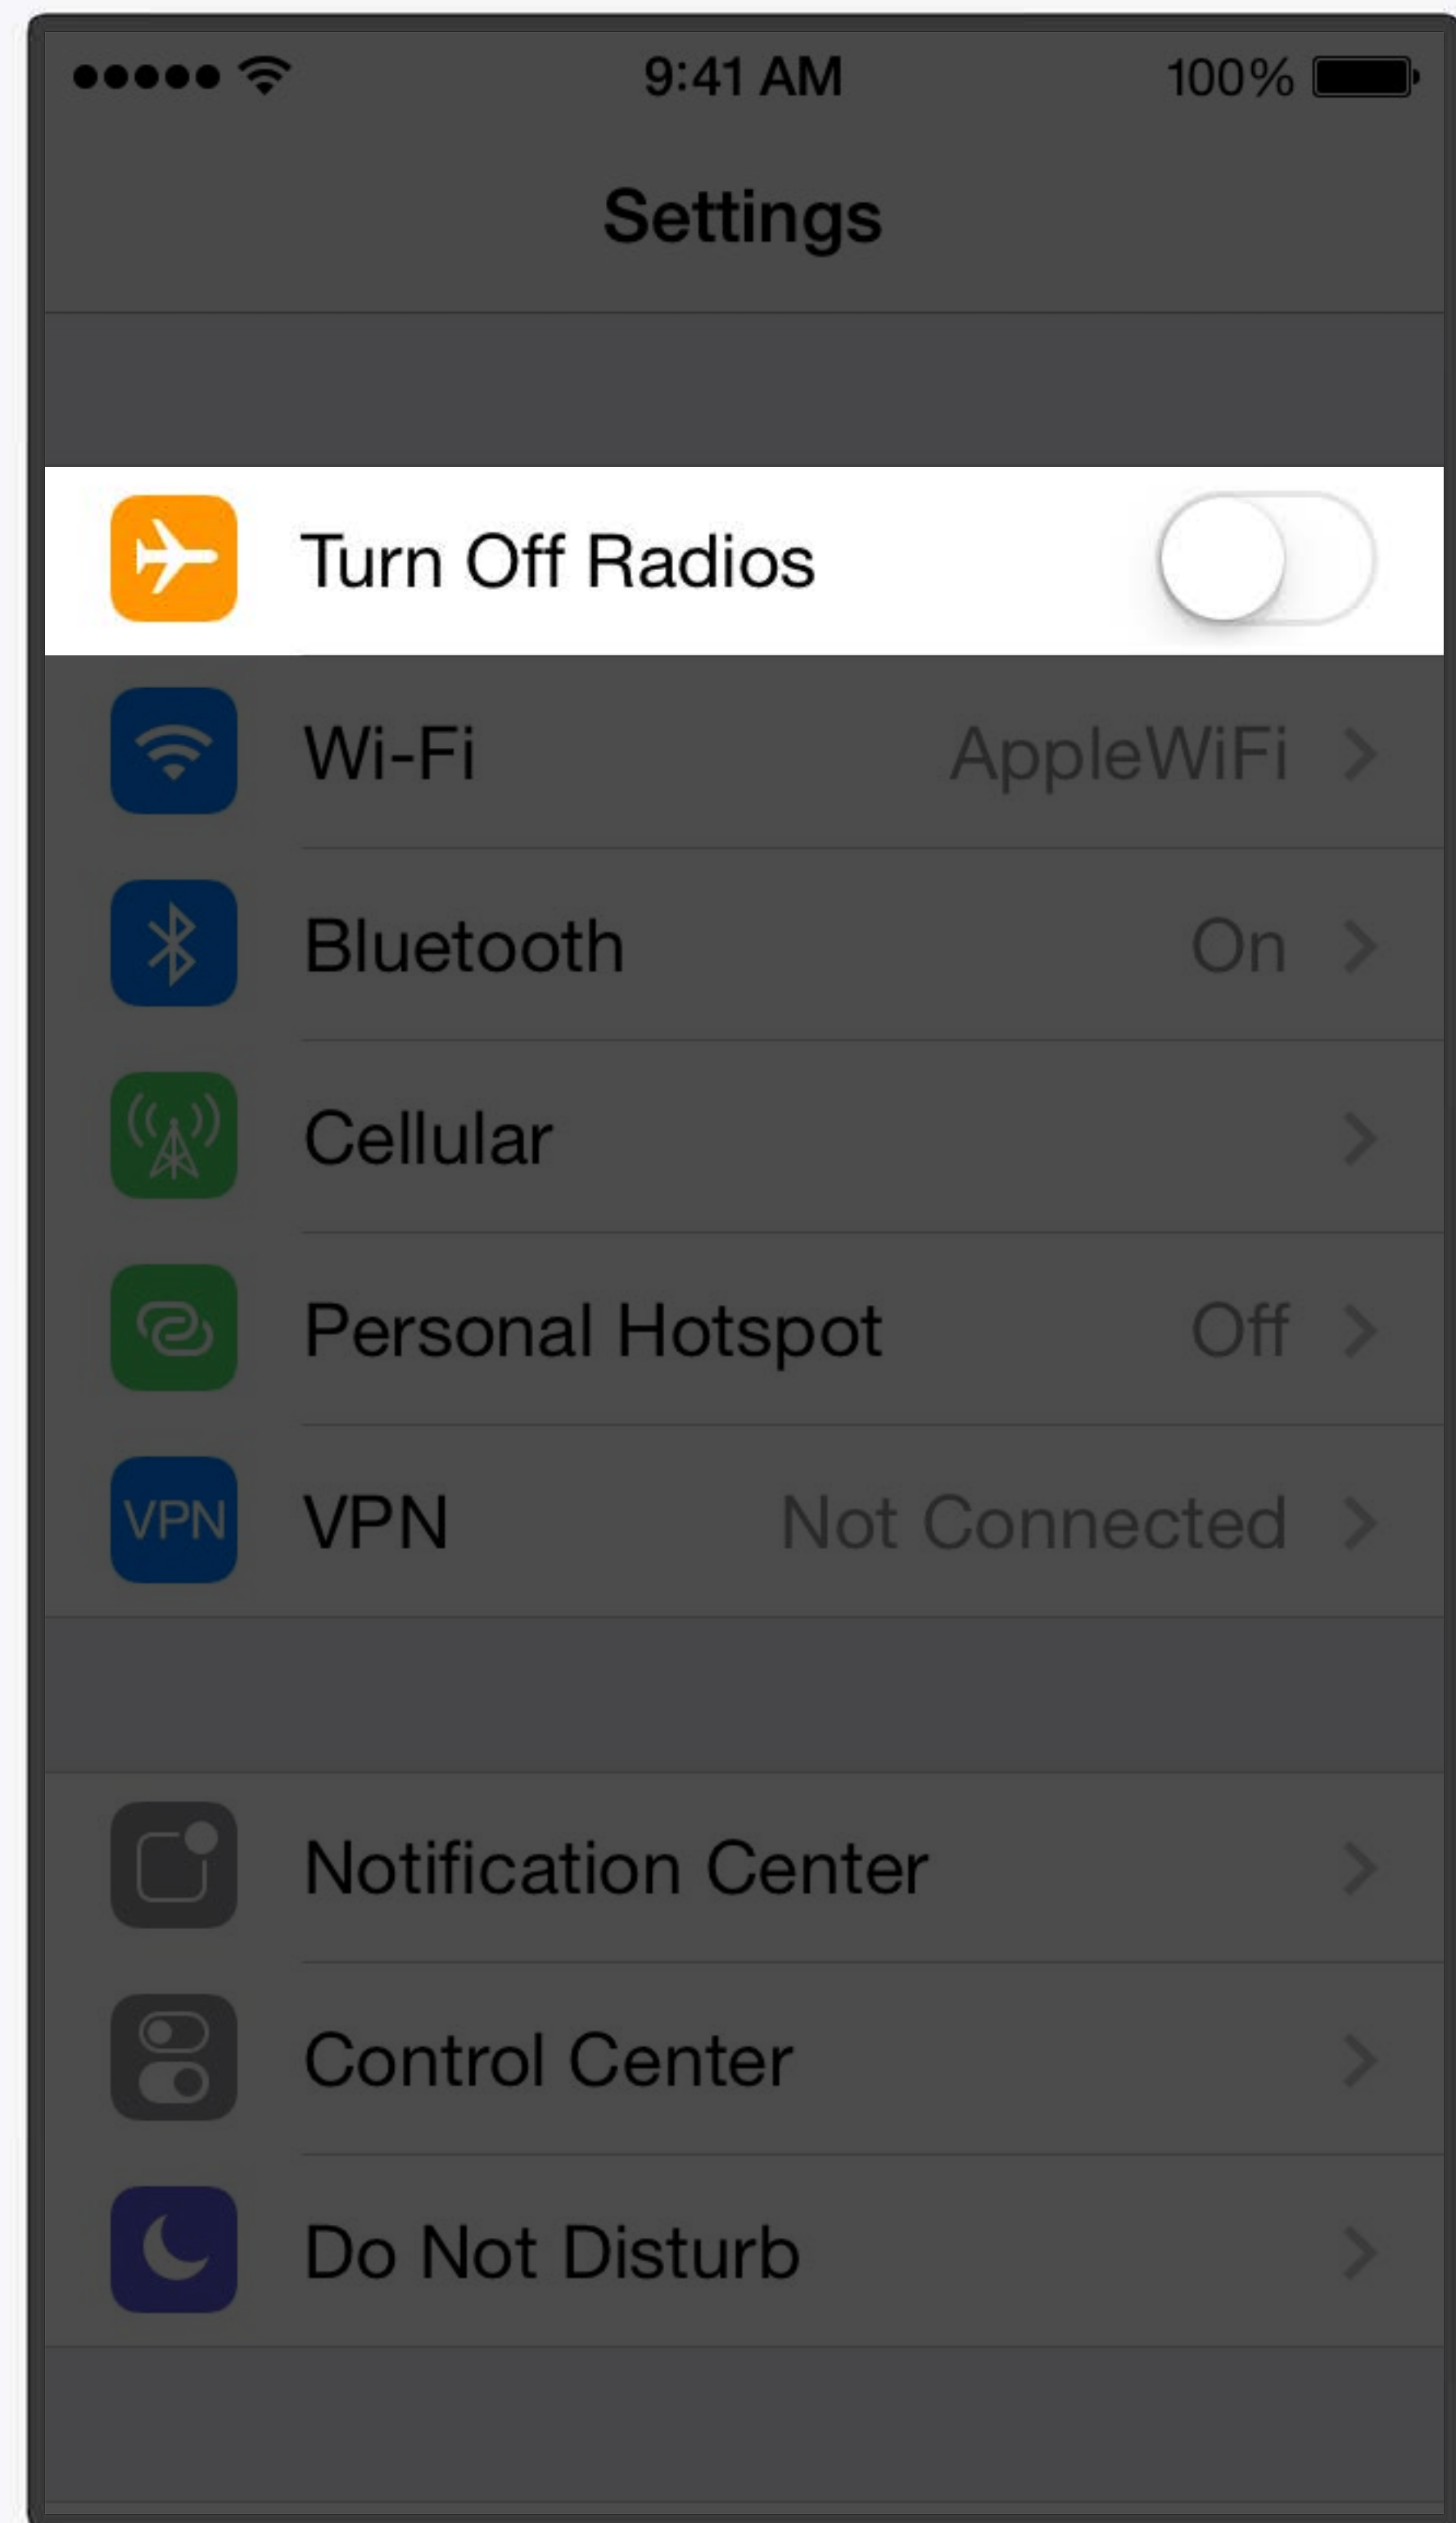 9:41 AM 100%
Settings
Turn Off Radios
Wi-Fi AppleWiFi
Bluetooth On
Cellular
Personal Hotspot Off
VPN VPN Not Connected
Notification Center
Control Center
Do Not Disturb